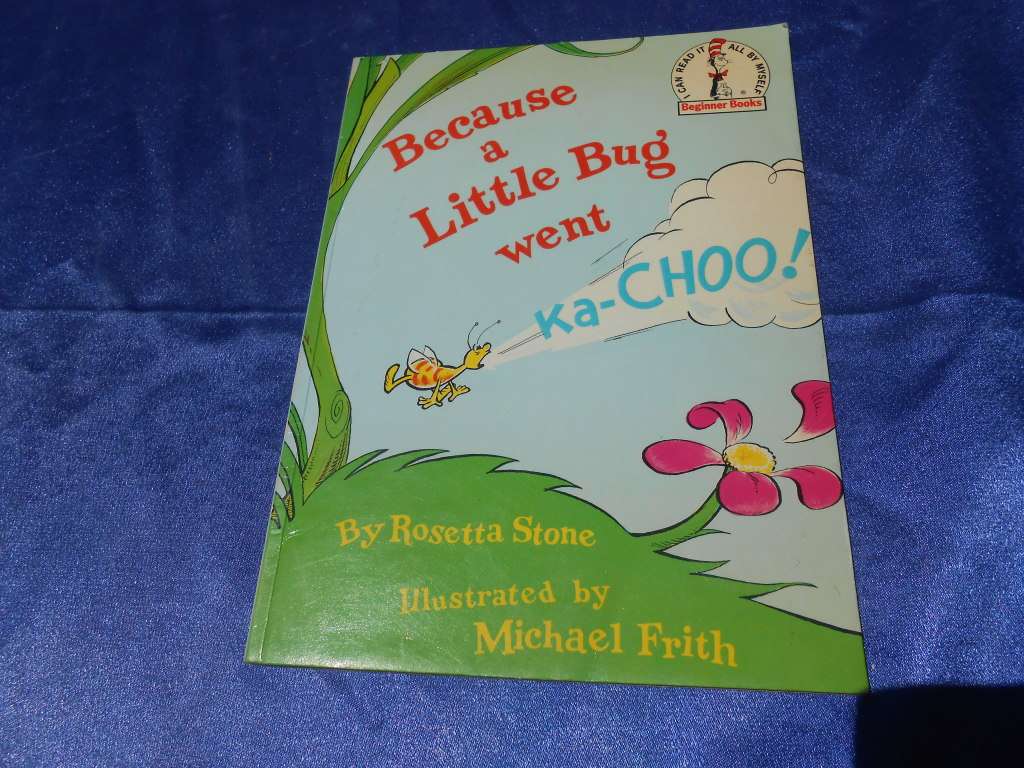 I CAN READ IT ALL BY MYSELF
Beginner Books
Because
a
Little Bug
went
Ka-CHOO!
By Rosetta Stone
Illustrated by
Michael Frith